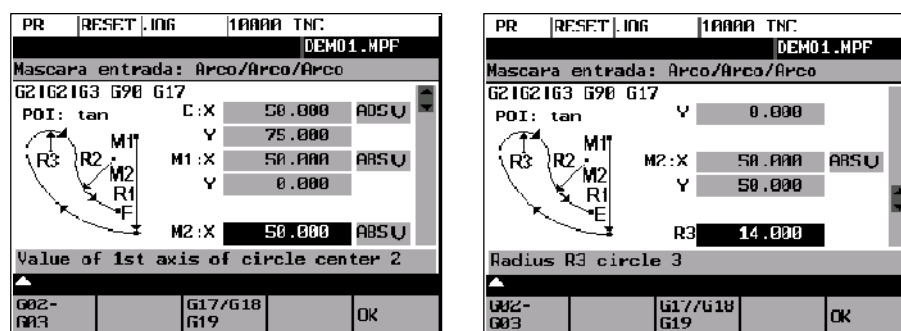 PR RESET .ING 10000 INC
DEMO1.MPF
Mascara entrada: Arco/Arco/Arco
G2|G2|G3 G90 G17
POI: tan
C:X 50.000 ABS U
Y 75.000
M1:X 50.000 ABS U
Y 0.000
M2:X 50.000 ABS U
R3 R2 M1 M2 R1 E
Value of 1st axis of circle center 2
G02-G03
G17/G18
G19
OK
PR RESET .ING 10000 INC
DEMO1.MPF
Mascara entrada: Arco/Arco/Arco
G2|G2|G3 G90 G17
POI: tan
Y 0.000
M2:X 50.000 ABS U
Y 50.000
R3 14.000
R3 R2 M1 M2 R1 E
Radius R3 circle 3
G02-G03
G17/G18
G19
OK